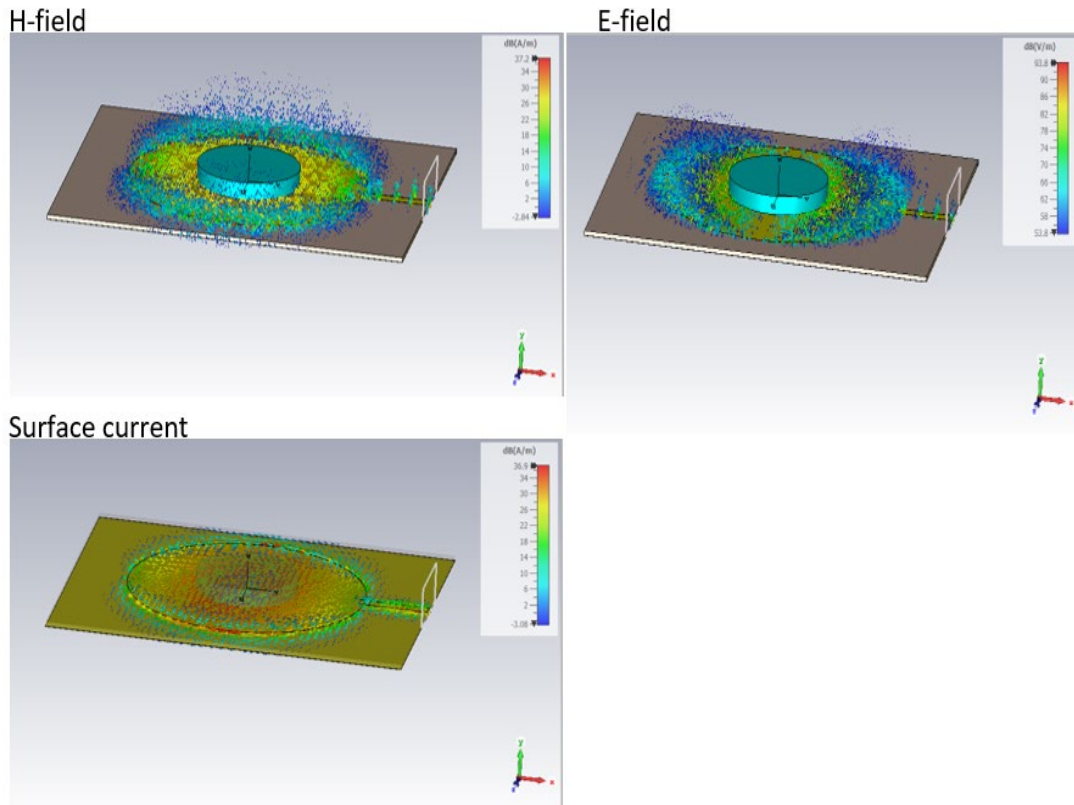 H-field
E-field
dB(A/m)
37.2
34
30
26
22
18
14
10
6
2
-2.84
dB(V/m)
93.8
90
86
82
78
74
70
66
62
58
53.8
y
x
z
y
x
Surface current
dB(A/m)
36.9
34
30
26
22
18
14
10
6
2
-3.08
y
x
z